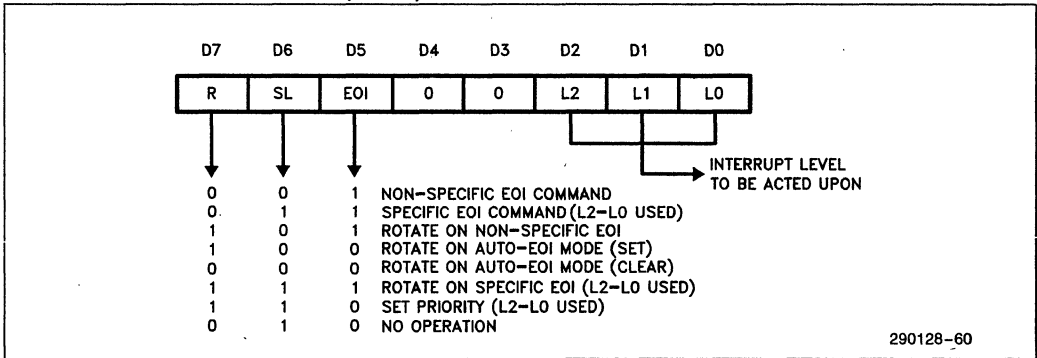 D7 D6 D5 D4 D3 D2 D1 D0
R SL EOI 0 0 L2 L1 L0
INTERRUPT LEVEL
TO BE ACTED UPON
0 0 1 NON-SPECIFIC EOI COMMAND
0 1 1 SPECIFIC EOI COMMAND (L2-L0 USED)
1 0 1 ROTATE ON NON-SPECIFIC EOI
1 0 0 ROTATE ON AUTO-EOI MODE (SET)
0 0 0 ROTATE ON AUTO-EOI MODE (CLEAR)
1 1 1 ROTATE ON SPECIFIC EOI (L2-L0 USED)
1 1 0 SET PRIORITY (L2-L0 USED)
0 1 0 NO OPERATION
290128-60